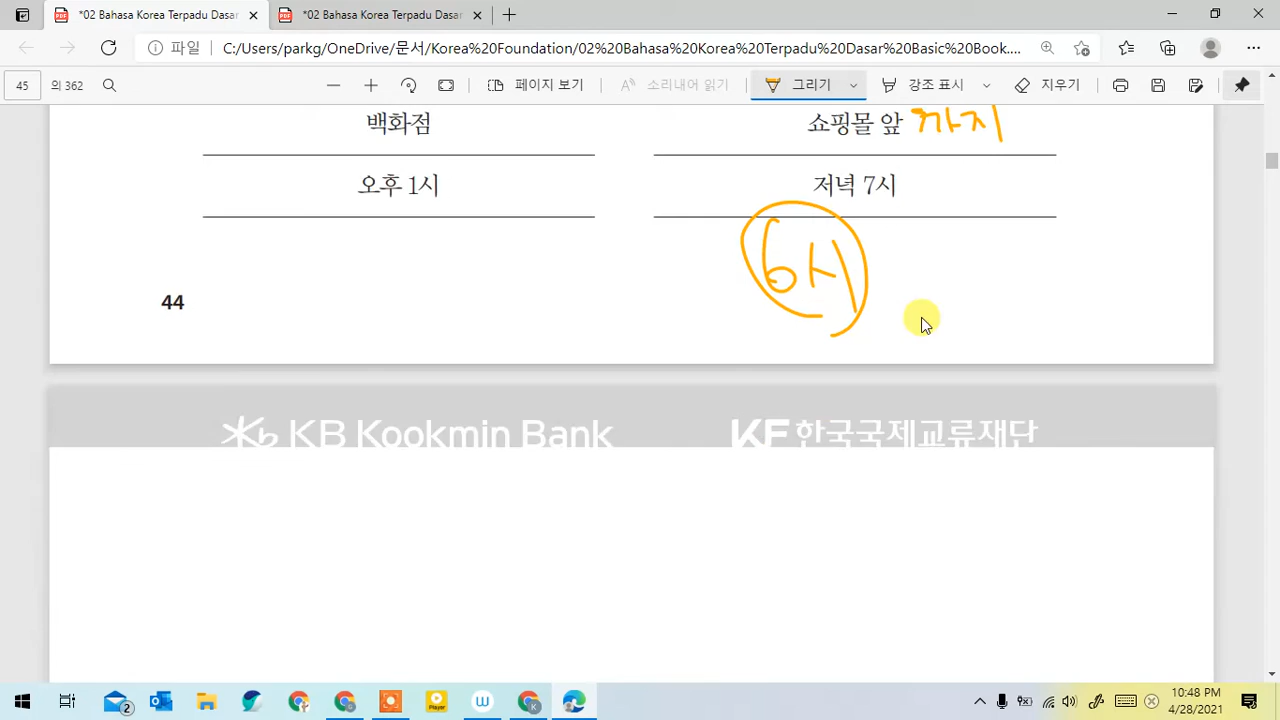 *02 Bahasa Korea Terpadu Dasar
*02 Bahasa Korea Terpadu Dasar
파일 C:/Users/parkg/OneDrive/문서/Korea%20Foundation/02%20Bahasa%20Korea%20Terpadu%20Dasar%20Basic%20Book....
45 의 362 페이지 보기 소리내어 읽기 그리기 강조 표시 지우기
백화점 쇼핑몰 앞 까지
오후 1시 저녁 7시
6시
44
KB Kookmin Bank KF 한국국제교류재단
2 Player W K 10:48 PM
4/28/2021